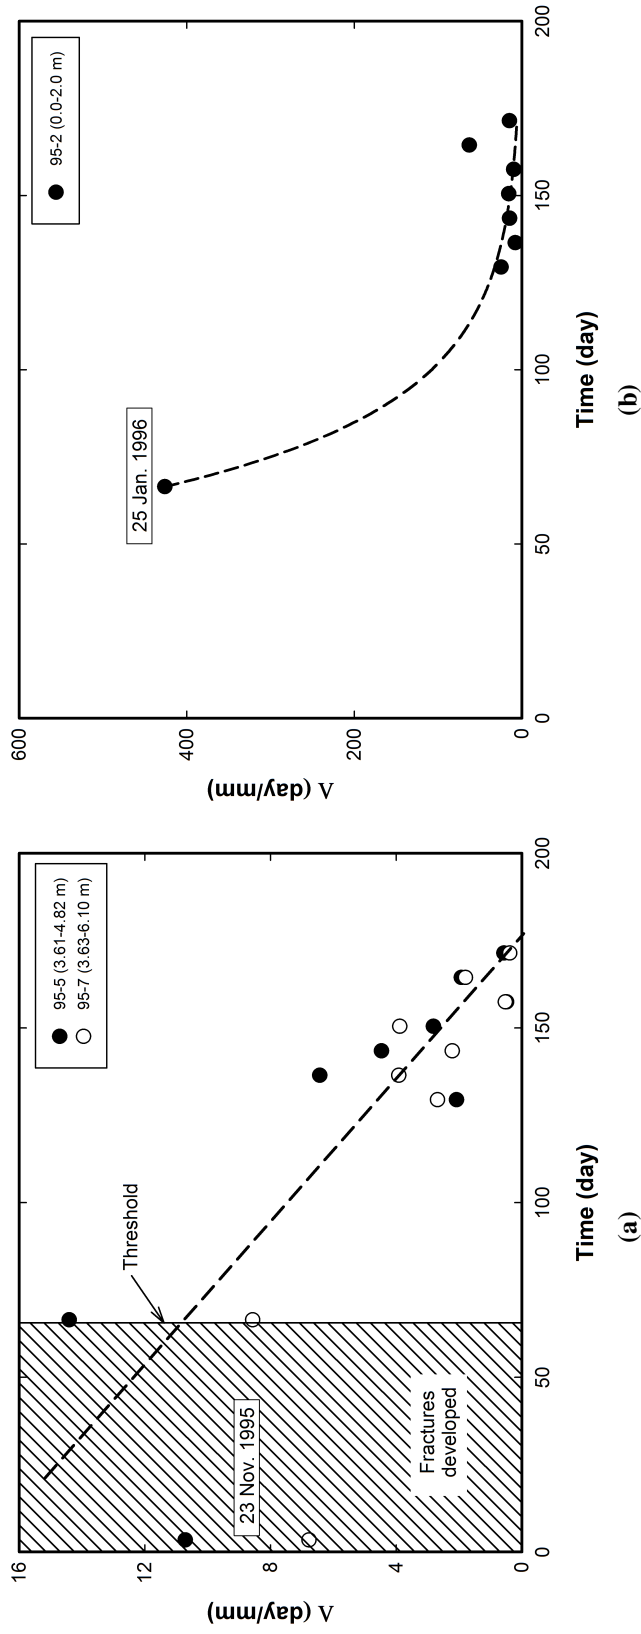 16
12
8
4
0
Λ (day/mm)
0
50
100
150
200
Time (day)
95-5 (3.61-4.82 m)
95-7 (3.63-6.10 m)
Threshold
23 Nov. 1995
Fractures
developed
(a)
600
400
200
0
Λ (day/mm)
0
50
100
150
200
Time (day)
95-2 (0.0-2.0 m)
25 Jan. 1996
(b)